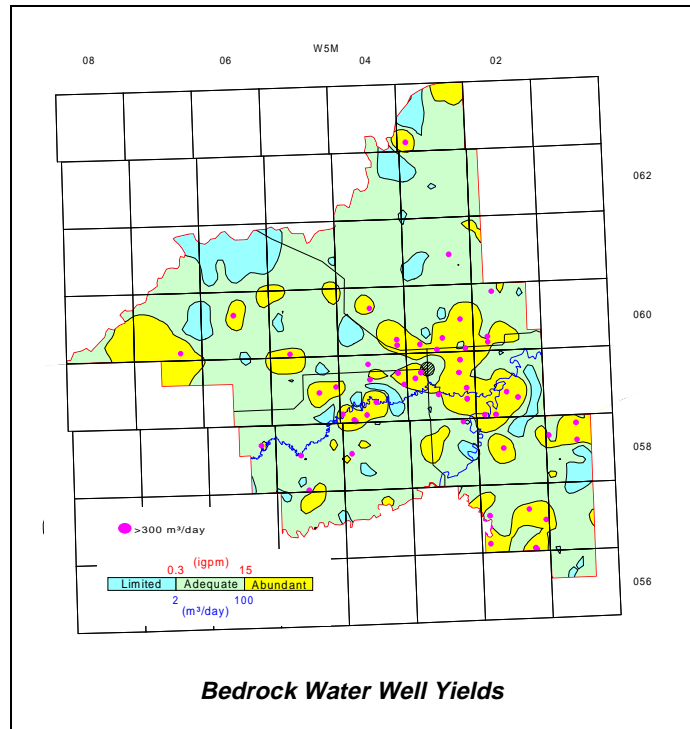 W5M
08 06 04 02
062
060
058
056
>300 m³/day
(igpm)
0.3 15
Limited Adequate Abundant
2 100
(m³/day)
Bedrock Water Well Yields